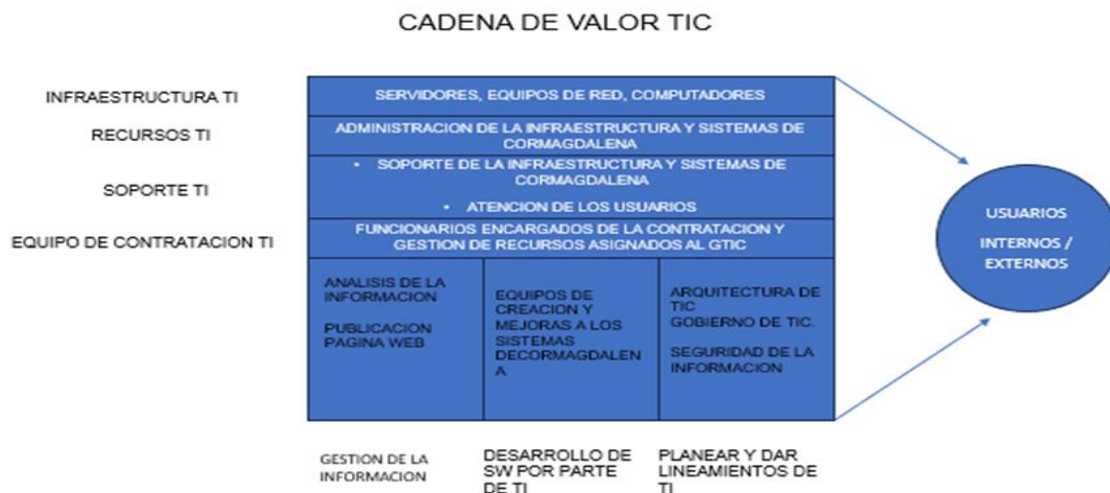 CADENA DE VALOR TIC
INFRAESTRUCTURA TI
SERVIDORES, EQUIPOS DE RED, COMPUTADORES
RECURSOS TI
ADMINISTRACION DE LA INFRAESTRUCTURA Y SISTEMAS DE
CORMAGDALENA
SOPORTE TI
• SOPORTE DE LA INFRAESTRUCTURA Y SISTEMAS DE
CORMAGDALENA
• ATENCION DE LOS USUARIOS
EQUIPO DE CONTRATACION TI
FUNCIONARIOS ENCARGADOS DE LA CONTRATACION Y
GESTION DE RECURSOS ASIGNADOS AL GTIC
ANALISIS DE LA
INFORMACION
PUBLICACION
PAGINA WEB
EQUIPOS DE
CREACION Y
MEJORAS A LOS
SISTEMAS
DECORMAGDALEN
A
ARQUITECTURA DE
TIC
GOBIERNO DE TIC.
SEGURIDAD DE LA
INFORMACION
USUARIOS
INTERNOS /
EXTERNOS
GESTION DE LA
INFORMACION
DESARROLLO DE
SW POR PARTE
DE TI
PLANEAR Y DAR
LINEAMIENTOS DE
TI